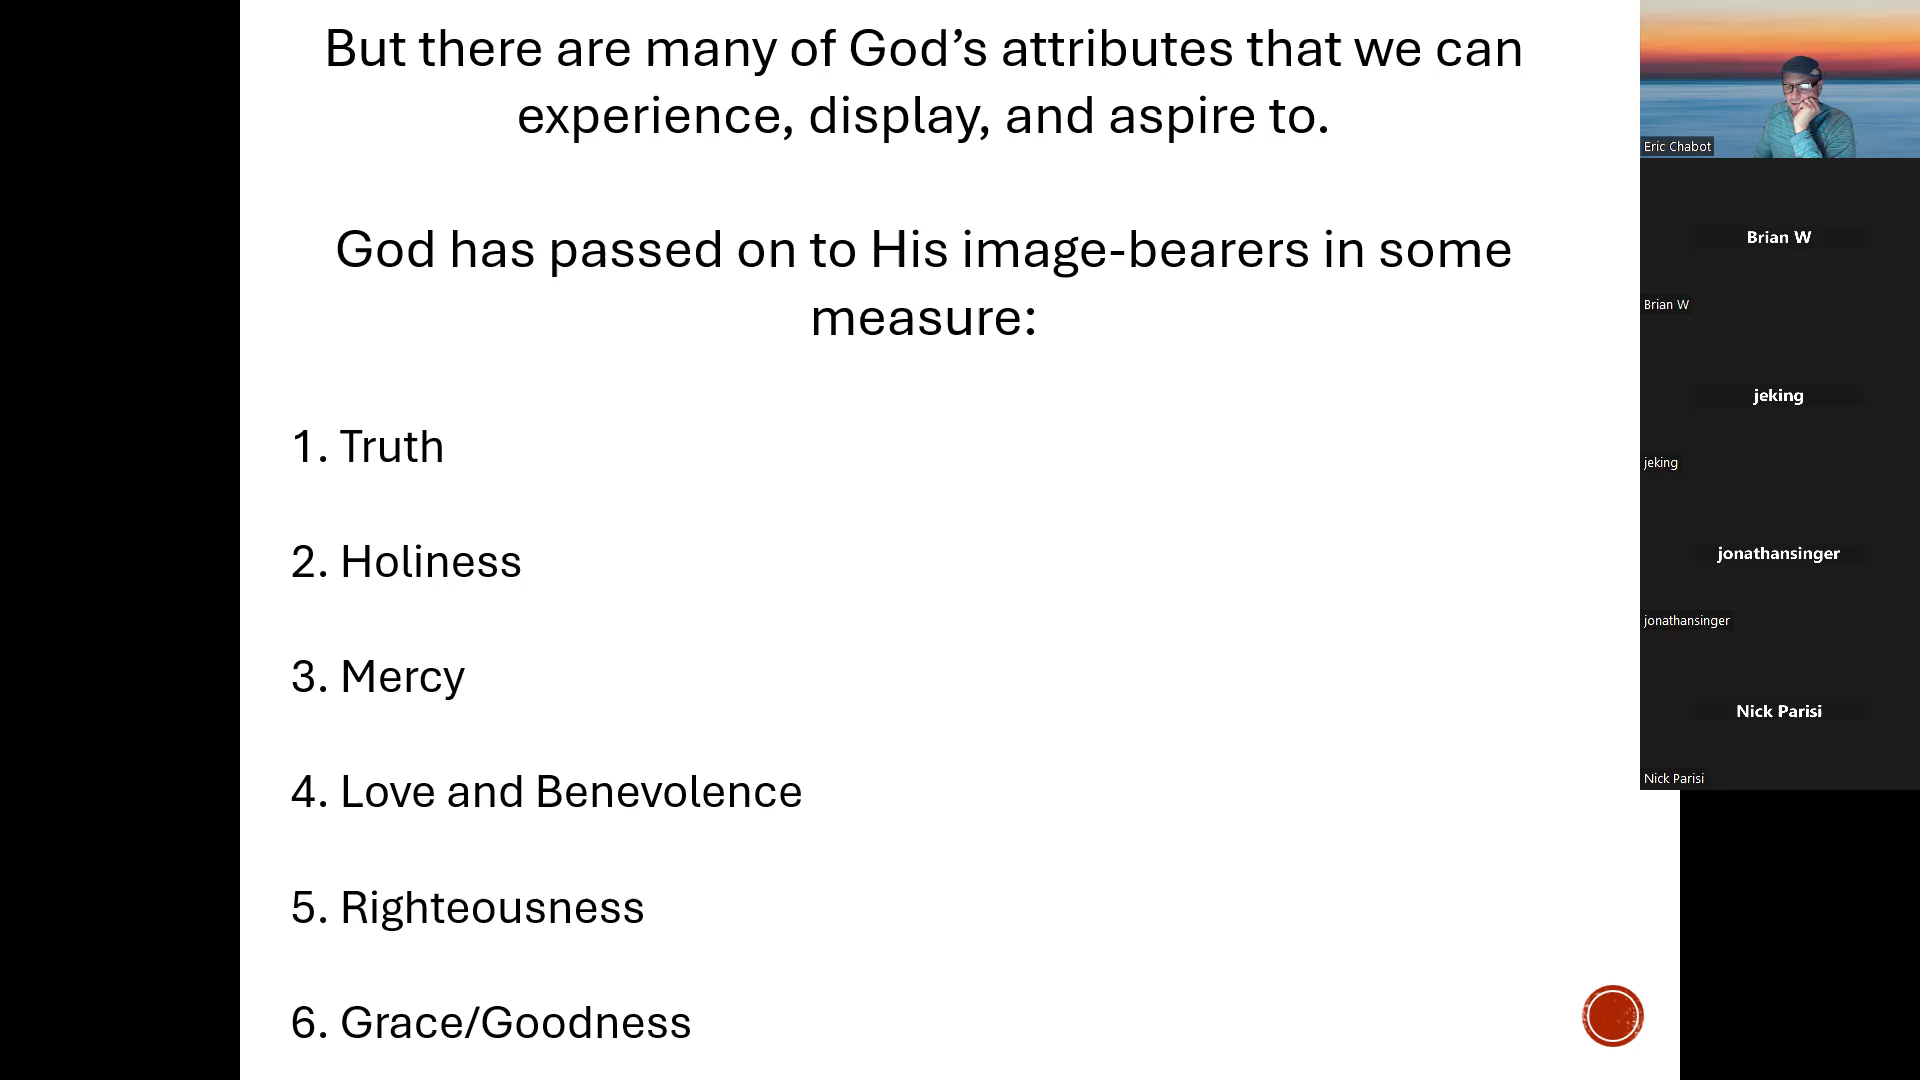 But there are many of God’s attributes that we can
experience, display, and aspire to.
God has passed on to His image-bearers in some
measure:
1. Truth
2. Holiness
3. Mercy
4. Love and Benevolence
5. Righteousness
6. Grace/Goodness
Eric Chabot
Brian W
Brian W
jeking
jeking
jonathansinger
jonathansinger
Nick Parisi
Nick Parisi